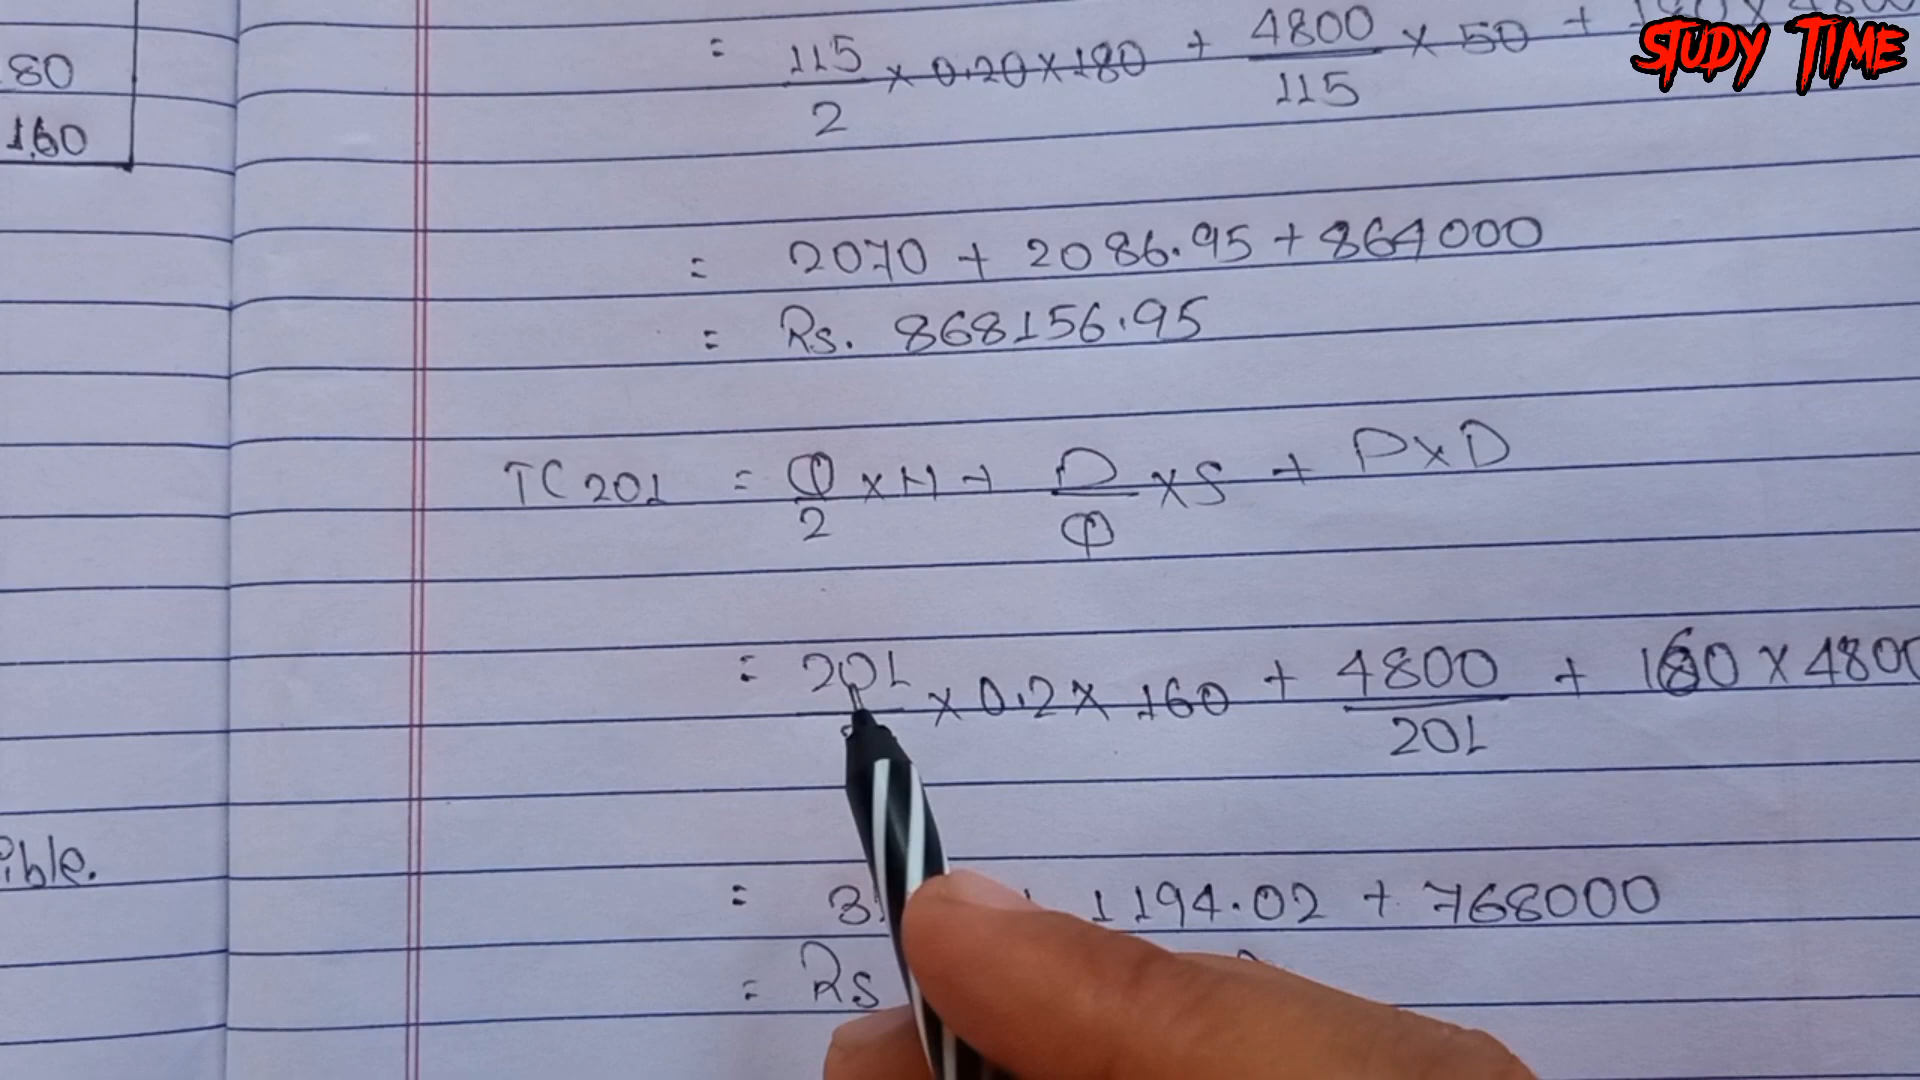 STUDY TIME
80
160
= 115/2 × 0.20 × 180 + 4800/115 × 50 +
= 2070 + 2086.95 + 864000
= Rs. 868156.95
TC 201 = Q/2 × H + D/Q × S + P × D
= 201/2 × 0.2 × 160 + 4800/201 + 160 × 4800
ible.
= 1194.02 + 768000
= Rs